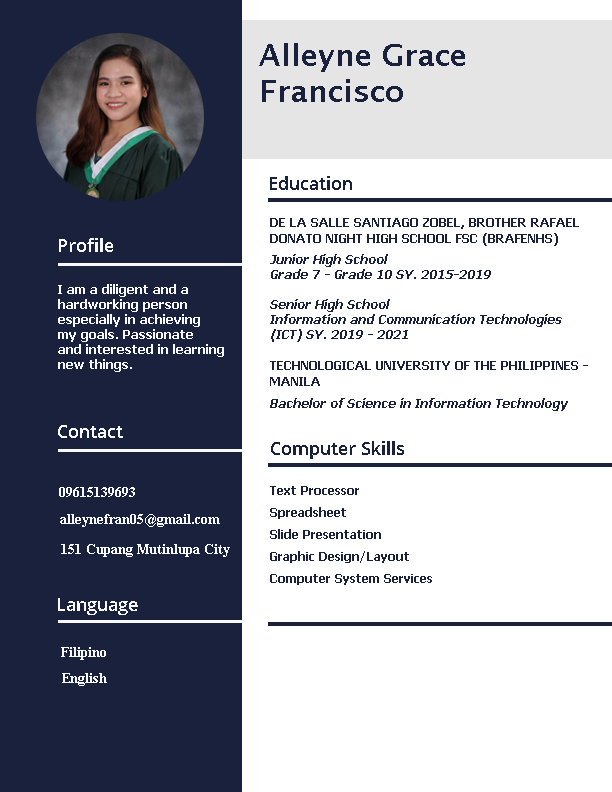 Alleyne Grace
Francisco
Profile
I am a diligent and a
hardworking person
especially in achieving
my goals. Passionate
and interested in learning
new things.
Contact
09615139693
alleynefran05@gmail.com
151 Cupang Mutinlupa City
Language
Filipino
English
Education
DE LA SALLE SANTIAGO ZOBEL, BROTHER RAFAEL
DONATO NIGHT HIGH SCHOOL FSC (BRAFENHS)
Junior High School
Grade 7 - Grade 10 SY. 2015-2019
Senior High School
Information and Communication Technologies
(ICT) SY. 2019 - 2021
TECHNOLOGICAL UNIVERSITY OF THE PHILIPPINES -
MANILA
Bachelor of Science in Information Technology
Computer Skills
Text Processor
Spreadsheet
Slide Presentation
Graphic Design/Layout
Computer System Services